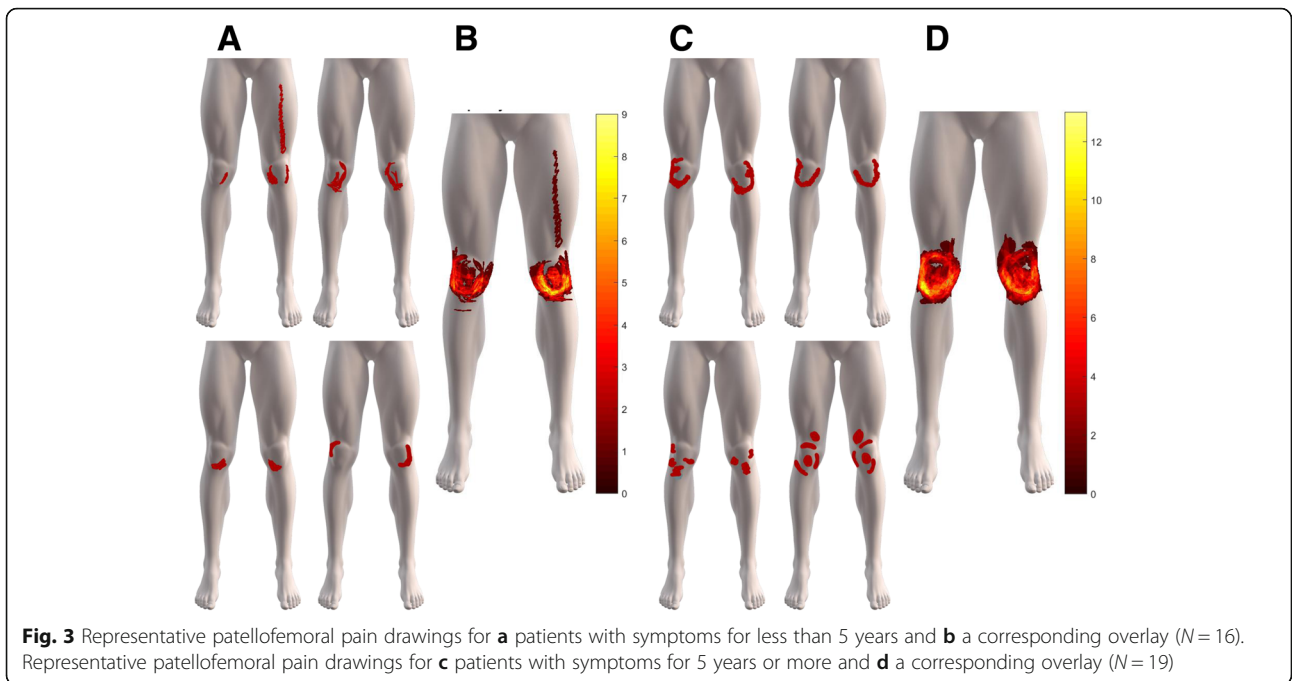 A
B
C
D
9
8
7
6
5
4
3
2
1
0
12
10
8
6
4
2
0
Fig. 3 Representative patellofemoral pain drawings for a patients with symptoms for less than 5 years and b a corresponding overlay (N = 16).
Representative patellofemoral pain drawings for c patients with symptoms for 5 years or more and d a corresponding overlay (N = 19)